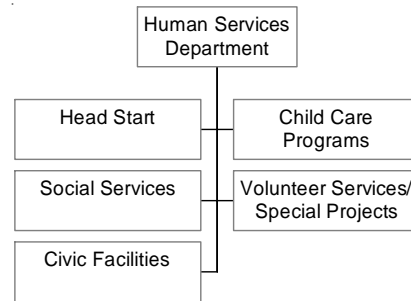 Human Services
Department
Head Start
Child Care
Programs
Social Services
Volunteer Services/
Special Projects
Civic Facilities